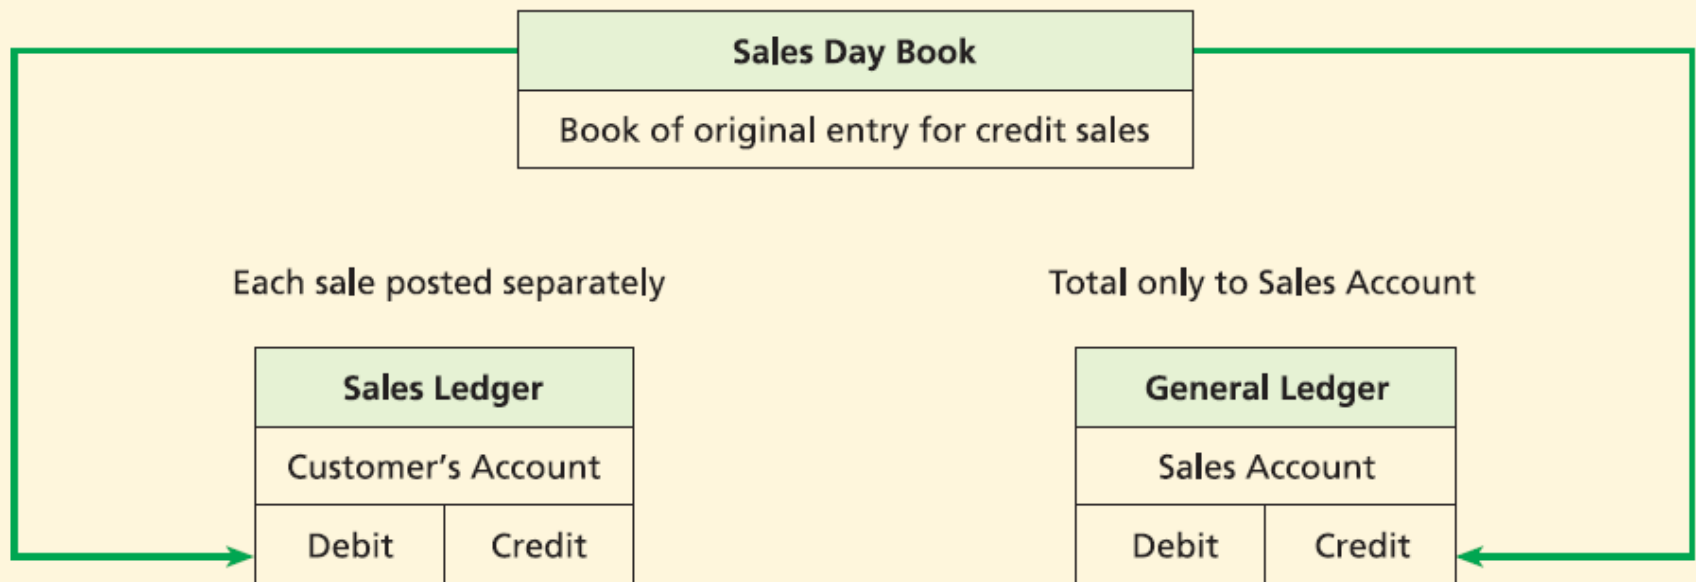 Sales Day Book
Book of original entry for credit sales
Each sale posted separately
Total only to Sales Account
Sales Ledger
General Ledger
Customer’s Account
Sales Account
Debit Credit
Debit Credit